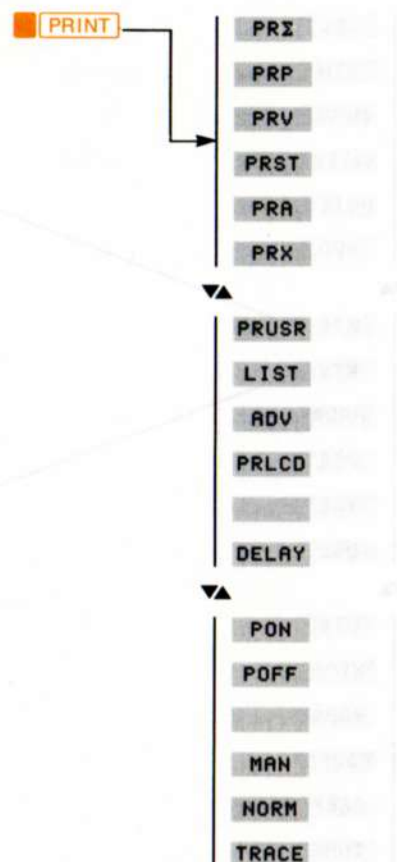 PRINT
PRΣ
PRP
PRV
PRST
PRA
PRX
PRUSR
LIST
ADV
PRLCD
DELAY
PON
POFF
MAN
NORM
TRACE